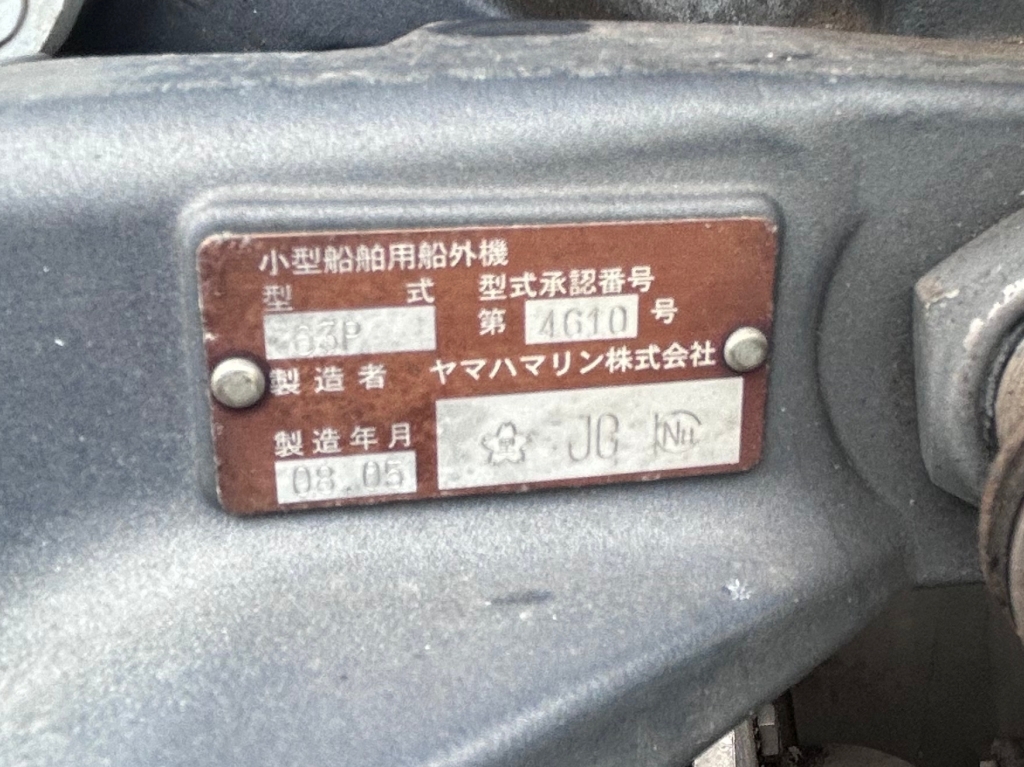 小型船舶用船外機
型 式 型式承認番号
63P 第 4610 号
製造者 ヤマハマリン株式会社
製造年月 JG
08.05